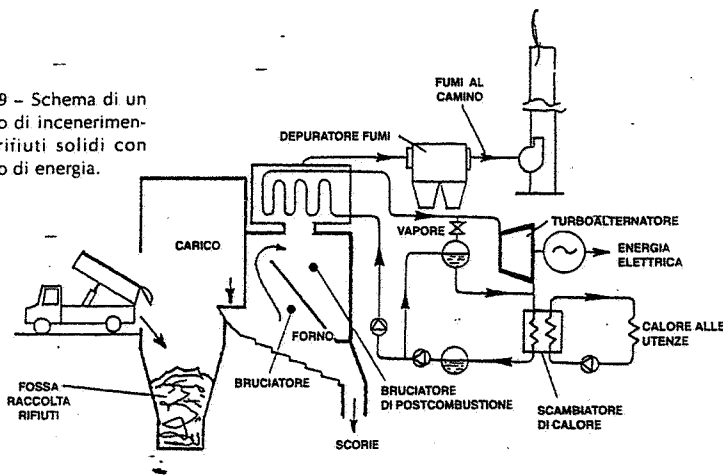 9 – Schema di un
o di incenerimen-
rifiuti solidi con
o di energia.
FUMI AL
CAMINO
DEPURATORE FUMI
TURBOALTERNATORE
VAPORE
ENERGIA
ELETTRICA
CARICO
CALORE ALLE
UTENZE
FORNO
BRUCIATORE
BRUCIATORE
DI POSTCOMBUSTIONE
SCAMBIATORE
DI CALORE
FOSSA
RACCOLTA
RIFIUTI
SCORIE